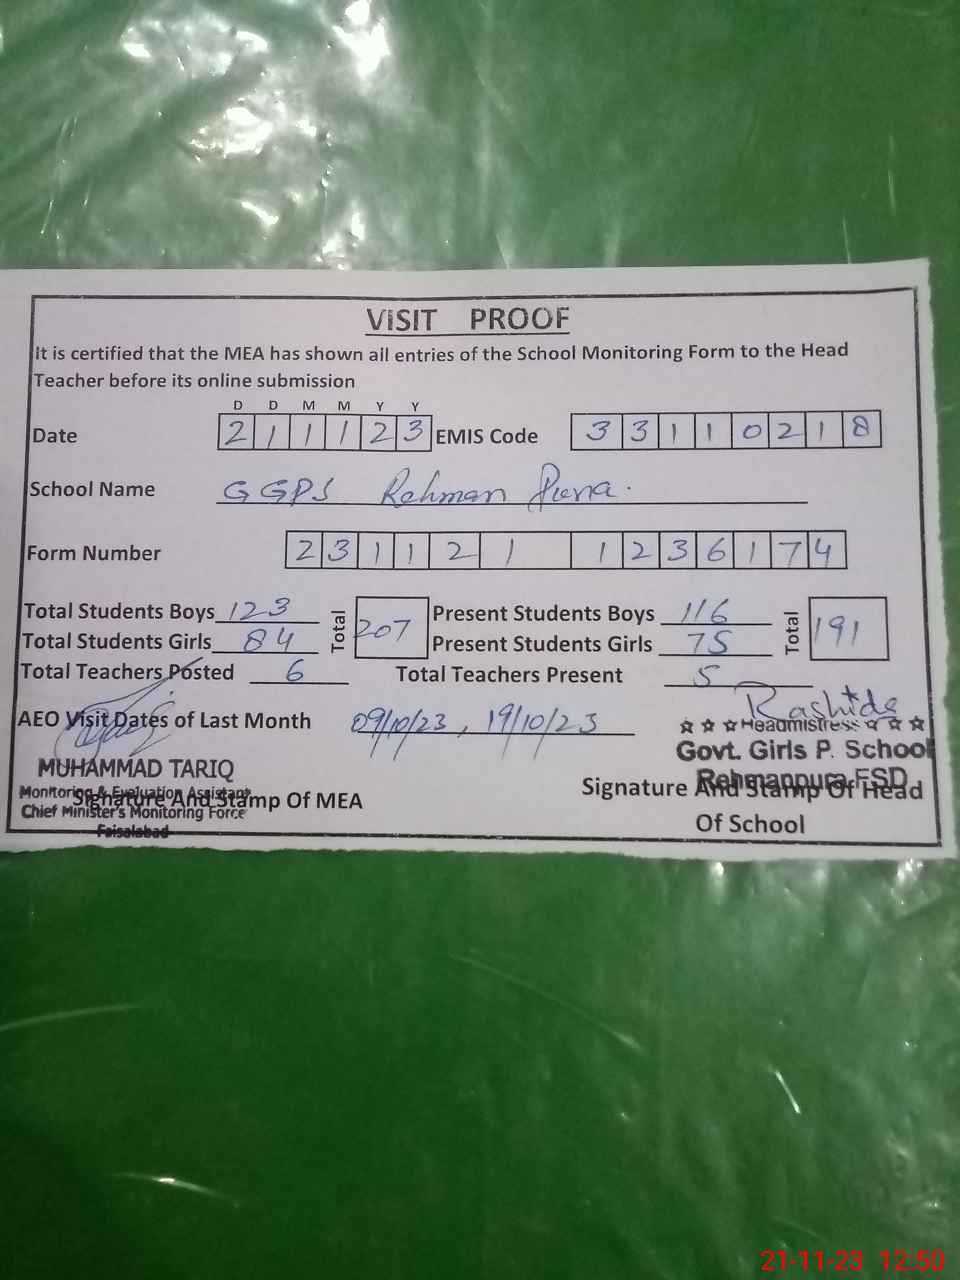 VISIT PROOF
It is certified that the MEA has shown all entries of the School Monitoring Form to the Head
Teacher before its online submission
D D M M Y Y
Date 2 1 1 1 2 3 EMIS Code 3 3 1 1 0 2 1 8
School Name GGPS Rehman Pura.
Form Number 2 3 1 1 2 1 1 2 3 6 1 7 4
Total Students Boys 123 Total 207 Present Students Boys 116 Total 191
Total Students Girls 84 Present Students Girls 75
Total Teachers Posted 6 Total Teachers Present 5
Rashida
AEO Visit Dates of Last Month 09/10/23, 19/10/23
☆ ☆ ☆ Headmistress ☆ ☆ ☆
Govt. Girls P. School
Rehmanpura FSD
MUHAMMAD TARIQ
Monitoring & Evaluation Assistant
Chief Minister's Monitoring Force
Faisalabad
Signature And Stamp Of MEA
Signature And Stamp Of Head
Of School
21-11-23 12:50